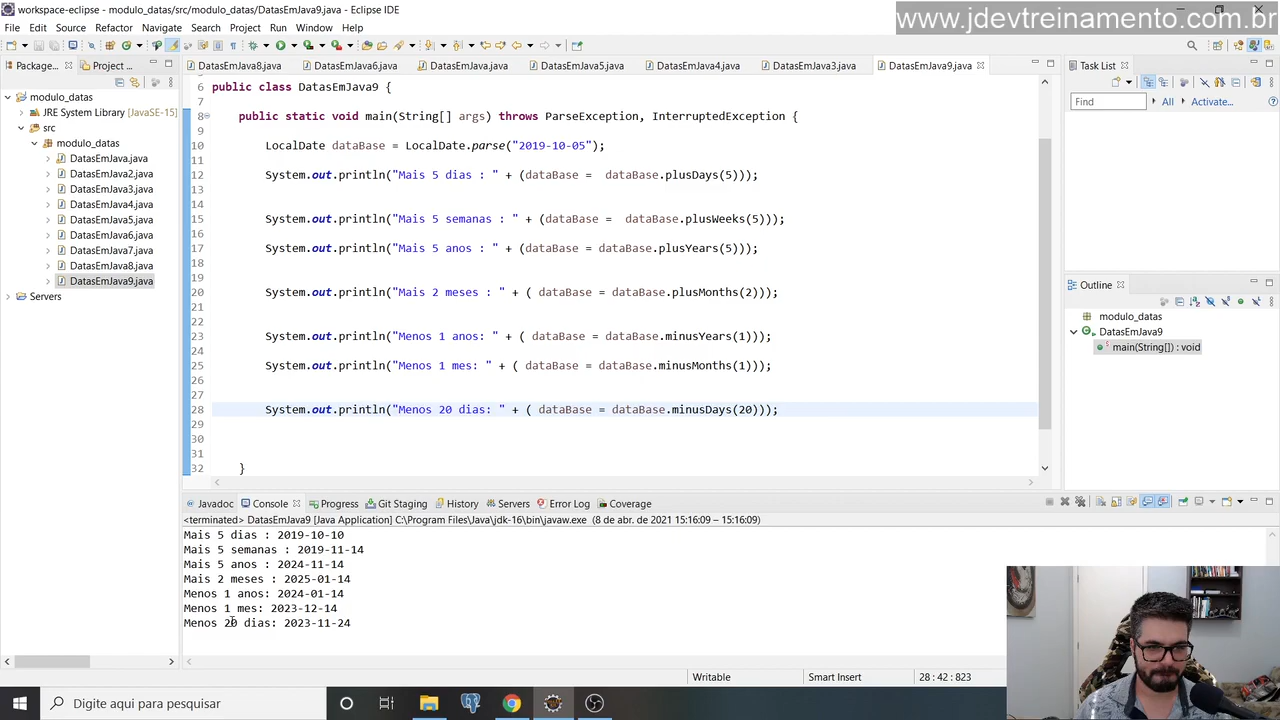 workspace-eclipse - modulo_datas/src/modulo_datas/DatasEmJava9.java - Eclipse IDE
www.jdevtreinamento.com.br
File Edit Source Refactor Navigate Search Project Run Window Help
Package... Project ...
DatasEmJava8.java DatasEmJava6.java DatasEmJava.java DatasEmJava5.java DatasEmJava4.java DatasEmJava3.java DatasEmJava9.java
Task List
Find All Activate...
modulo_datas
JRE System Library [JavaSE-15]
src
modulo_datas
DatasEmJava.java
DatasEmJava2.java
DatasEmJava3.java
DatasEmJava4.java
DatasEmJava5.java
DatasEmJava6.java
DatasEmJava7.java
DatasEmJava8.java
DatasEmJava9.java
Servers
6 public class DatasEmJava9 {
7
8 public static void main(String[] args) throws ParseException, InterruptedException {
9
10 LocalDate dataBase = LocalDate.parse("2019-10-05");
11
12 System.out.println("Mais 5 dias : " + (dataBase =  dataBase.plusDays(5)));
13
14
15 System.out.println("Mais 5 semanas : " + (dataBase =  dataBase.plusWeeks(5)));
16
17 System.out.println("Mais 5 anos : " + (dataBase = dataBase.plusYears(5)));
18
19
20 System.out.println("Mais 2 meses : " + ( dataBase = dataBase.plusMonths(2)));
21
22
23 System.out.println("Menos 1 anos: " + ( dataBase = dataBase.minusYears(1)));
24
25 System.out.println("Menos 1 mes: " + ( dataBase = dataBase.minusMonths(1)));
26
27
28 System.out.println("Menos 20 dias: " + ( dataBase = dataBase.minusDays(20)));
29
30
31
32 }
Outline
modulo_datas
DatasEmJava9
main(String[]) : void
Javadoc Console Progress Git Staging History Servers Error Log Coverage
<terminated> DatasEmJava9 [Java Application] C:\Program Files\Java\jdk-16\bin\javaw.exe (8 de abr. de 2021 15:16:09 – 15:16:09)
Mais 5 dias : 2019-10-10
Mais 5 semanas : 2019-11-14
Mais 5 anos : 2024-11-14
Mais 2 meses : 2025-01-14
Menos 1 anos: 2024-01-14
Menos 1 mes: 2023-12-14
Menos 20 dias: 2023-11-24
Writable Smart Insert 28 : 42 : 823
Digite aqui para pesquisar